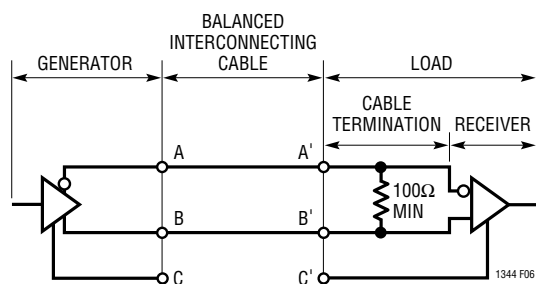 BALANCED
INTERCONNECTING
CABLE
GENERATOR
LOAD
CABLE
TERMINATION
RECEIVER
A
A'
100Ω
MIN
B
B'
C
C'
1344 F06